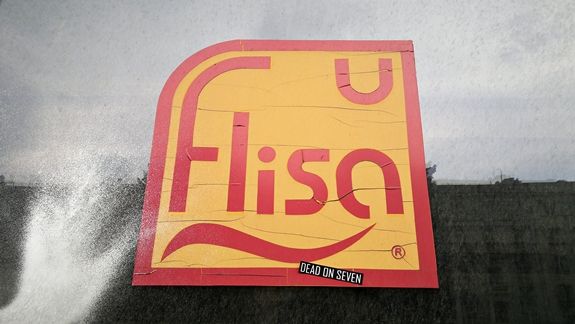 U
flisa
®
DEAD ON SEVEN